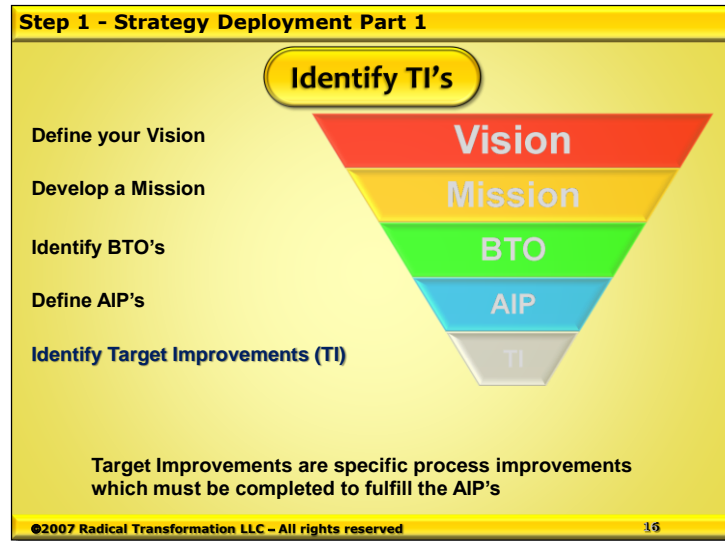 Step 1 - Strategy Deployment Part 1
Identify TI's
Define your Vision
Vision
Develop a Mission
Mission
Identify BTO's
BTO
Define AIP's
AIP
Identify Target Improvements (TI)
TI
Target Improvements are specific process improvements
which must be completed to fulfill the AIP's
©2007 Radical Transformation LLC – All rights reserved
16